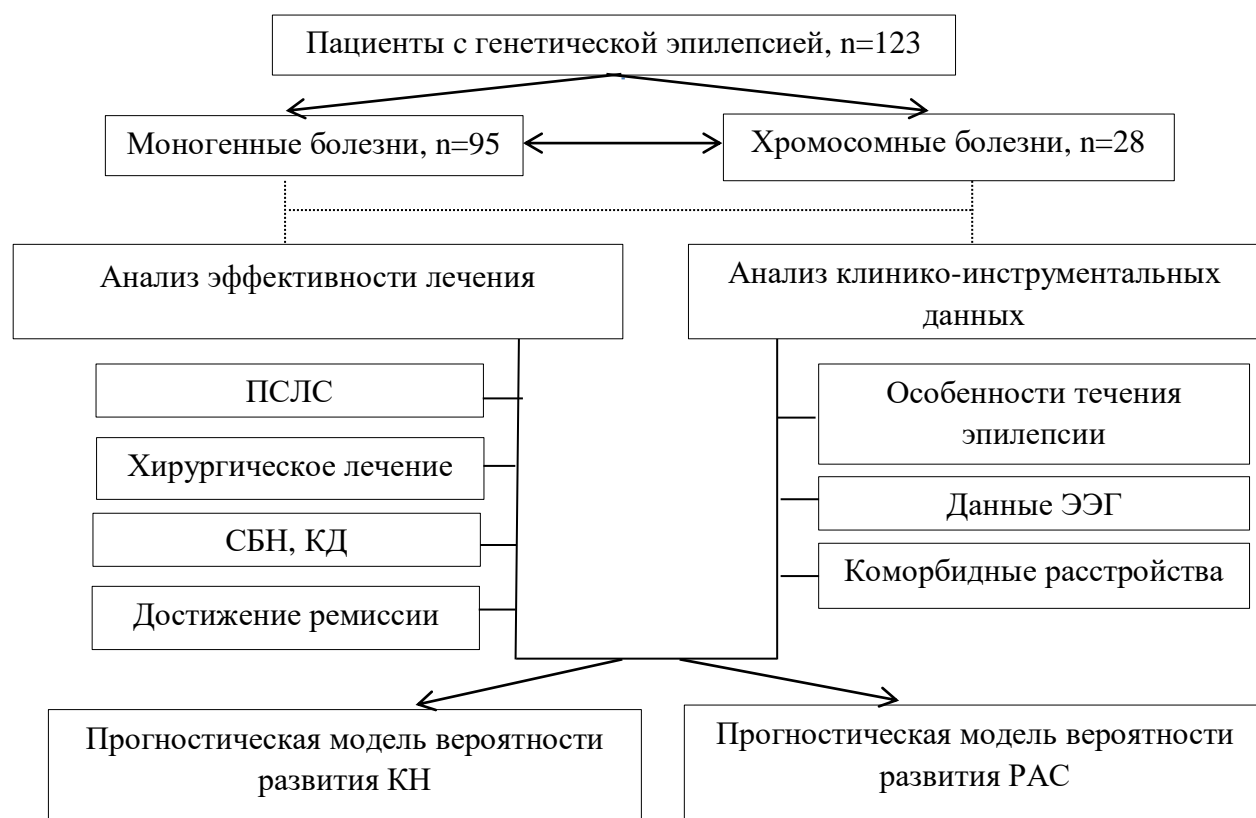 Пациенты с генетической эпилепсией, n=123
Моногенные болезни, n=95
Хромосомные болезни, n=28
Анализ эффективности лечения
Анализ клинико-инструментальных
данных
ПСЛС
Хирургическое лечение
СБН, КД
Достижение ремиссии
Особенности течения
эпилепсии
Данные ЭЭГ
Коморбидные расстройства
Прогностическая модель вероятности
развития КН
Прогностическая модель вероятности
развития РАС